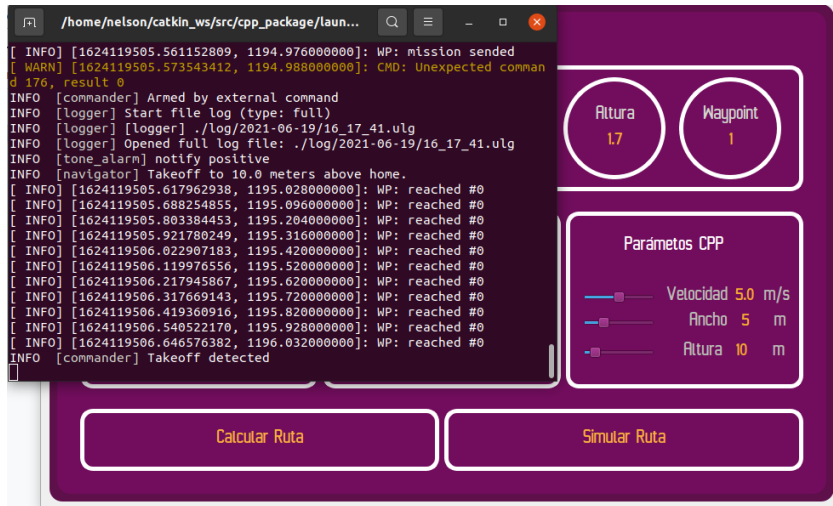 /home/nelson/catkin_ws/src/cpp_package/laun...
[ INFO] [1624119505.561152809, 1194.976000000]: WP: mission sended
[ WARN] [1624119505.573543412, 1194.988000000]: CMD: Unexpected comman
d 176, result 0
INFO  [commander] Armed by external command
INFO  [logger] Start file log (type: full)
INFO  [logger] [logger] ./log/2021-06-19/16_17_41.ulg
INFO  [logger] Opened full log file: ./log/2021-06-19/16_17_41.ulg
INFO  [tone_alarm] notify positive
INFO  [navigator] Takeoff to 10.0 meters above home.
[ INFO] [1624119505.617962938, 1195.028000000]: WP: reached #0
[ INFO] [1624119505.688254855, 1195.096000000]: WP: reached #0
[ INFO] [1624119505.803384453, 1195.204000000]: WP: reached #0
[ INFO] [1624119505.921780249, 1195.316000000]: WP: reached #0
[ INFO] [1624119506.022907183, 1195.420000000]: WP: reached #0
[ INFO] [1624119506.119976556, 1195.520000000]: WP: reached #0
[ INFO] [1624119506.217945867, 1195.620000000]: WP: reached #0
[ INFO] [1624119506.317669143, 1195.720000000]: WP: reached #0
[ INFO] [1624119506.419360916, 1195.820000000]: WP: reached #0
[ INFO] [1624119506.540522170, 1195.928000000]: WP: reached #0
[ INFO] [1624119506.646576382, 1196.032000000]: WP: reached #0
INFO  [commander] Takeoff detected
Altura
1.7
Waypoint
1
Parámetos CPP
Velocidad 5.0 m/s
Ancho 5 m
Altura 10 m
Calcular Ruta
Simular Ruta